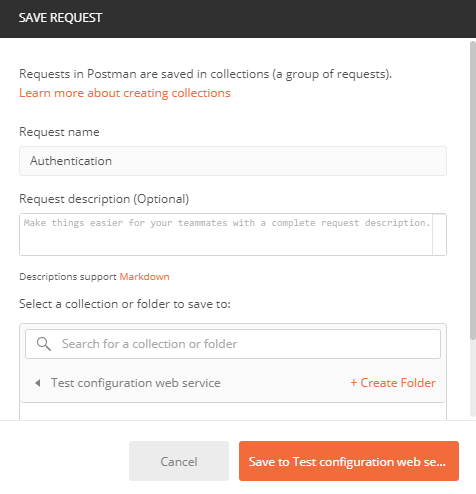 SAVE REQUEST
Requests in Postman are saved in collections (a group of requests).
Learn more about creating collections
Request name
Authentication
Request description (Optional)
Make things easier for your teammates with a complete request description.
Descriptions support Markdown
Select a collection or folder to save to:
Search for a collection or folder
Test configuration web service
+ Create Folder
Cancel
Save to Test configuration web se...